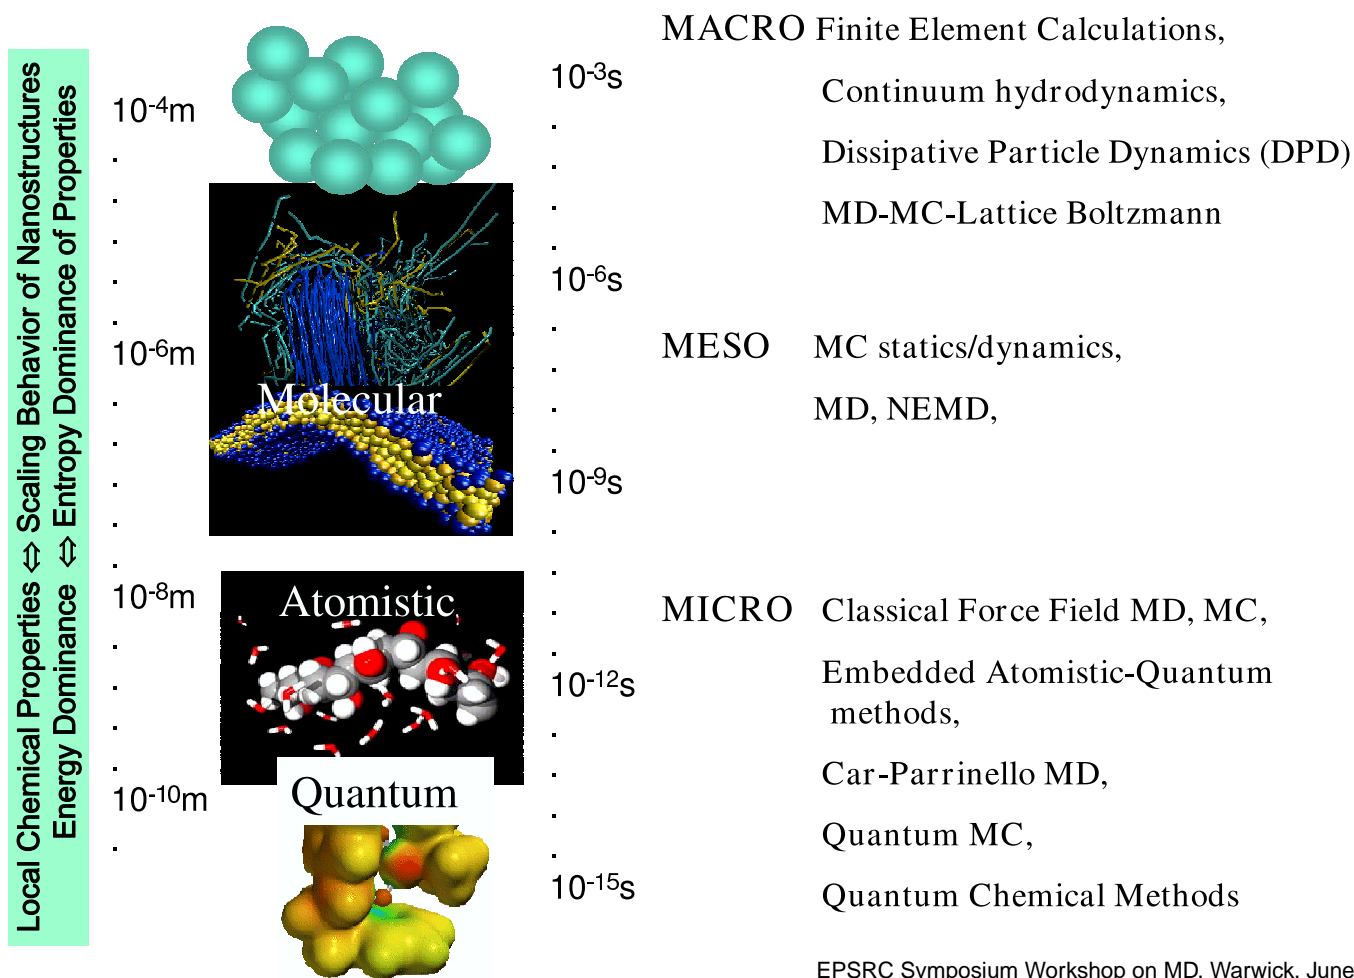 Local Chemical Properties ⇔ Scaling Behavior of Nanostructures
Energy Dominance ⇔ Entropy Dominance of Properties
10-4m
10-6m
10-8m
10-10m
Molecular
Atomistic
Quantum
10-3s
10-6s
10-9s
10-12s
10-15s
MACRO Finite Element Calculations,
Continuum hydrodynamics,
Dissipative Particle Dynamics (DPD)
MD-MC-Lattice Boltzmann
MESO MC statics/dynamics,
MD, NEMD,
MICRO Classical Force Field MD, MC,
Embedded Atomistic-Quantum
methods,
Car-Parrinello MD,
Quantum MC,
Quantum Chemical Methods
EPSRC Symposium Workshop on MD, Warwick, June